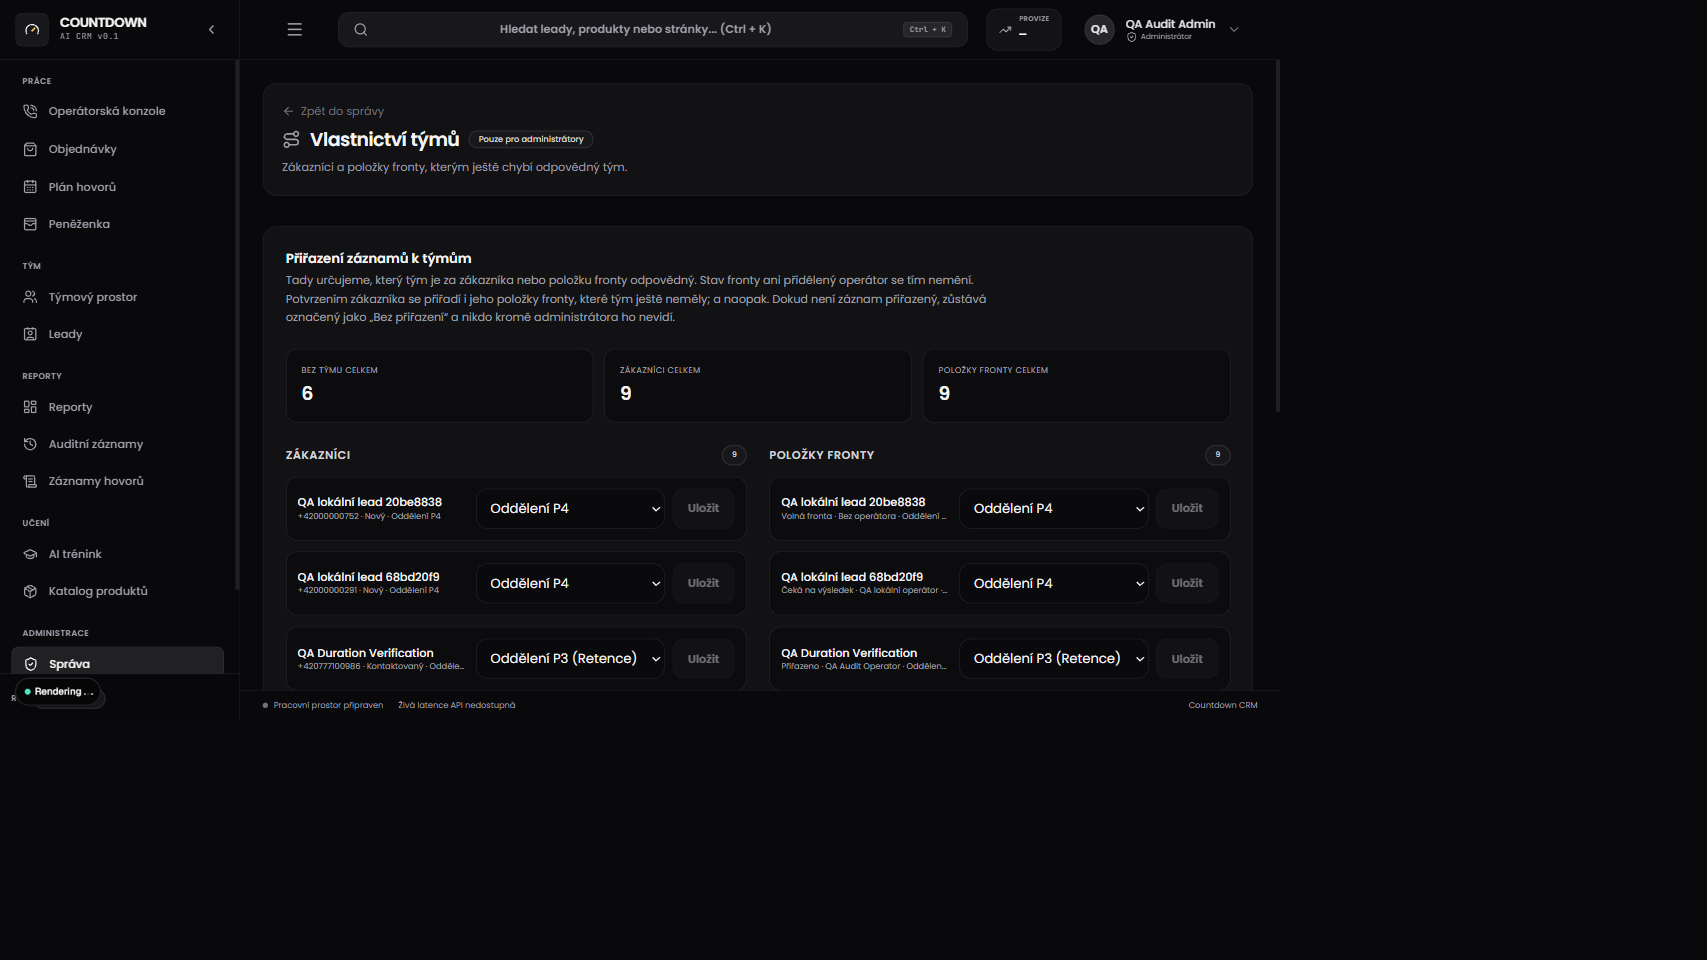 COUNTDOWN
AI CRM v0.1
Hledat leady, produkty nebo stránky... (Ctrl + K)
Ctrl + K
PROVIZE
–
QA
QA Audit Admin
Administrátor
PRÁCE
Operátorská konzole
Objednávky
Plán hovorů
Peněženka
TÝM
Týmový prostor
Leady
REPORTY
Reporty
Auditní záznamy
Záznamy hovorů
UČENÍ
AI trénink
Katalog produktů
ADMINISTRACE
Správa
Rendering ...
Zpět do správy
Vlastnictví týmů
Pouze pro administrátory
Zákazníci a položky fronty, kterým ještě chybí odpovědný tým.
Přiřazení záznamů k týmům
Tady určujeme, který tým je za zákazníka nebo položku fronty odpovědný. Stav fronty ani přidělený operátor se tím nemění.
Potvrzením zákazníka se přiřadí i jeho položky fronty, které tým ještě neměly; a naopak. Dokud není záznam přiřazený, zůstává
označený jako „Bez přiřazení“ a nikdo kromě administrátora ho nevidí.
BEZ TÝMU CELKEM
6
ZÁKAZNÍCI CELKEM
9
POLOŽKY FRONTY CELKEM
9
ZÁKAZNÍCI
9
QA lokální lead 20be8838
+42000000752 · Nový · Oddělení P4
Oddělení P4
Uložit
QA lokální lead 68bd20f9
+42000000291 · Nový · Oddělení P4
Oddělení P4
Uložit
QA Duration Verification
+420777100986 · Kontaktovaný · Odděle...
Oddělení P3 (Retence)
Uložit
POLOŽKY FRONTY
9
QA lokální lead 20be8838
Volná fronta · Bez operátora · Oddělení ...
Oddělení P4
Uložit
QA lokální lead 68bd20f9
Čeká na výsledek · QA lokální operátor ·...
Oddělení P4
Uložit
QA Duration Verification
Přiřazeno · QA Audit Operator · Oddělen...
Oddělení P3 (Retence)
Uložit
Pracovní prostor připraven
Živá latence API nedostupná
Countdown CRM